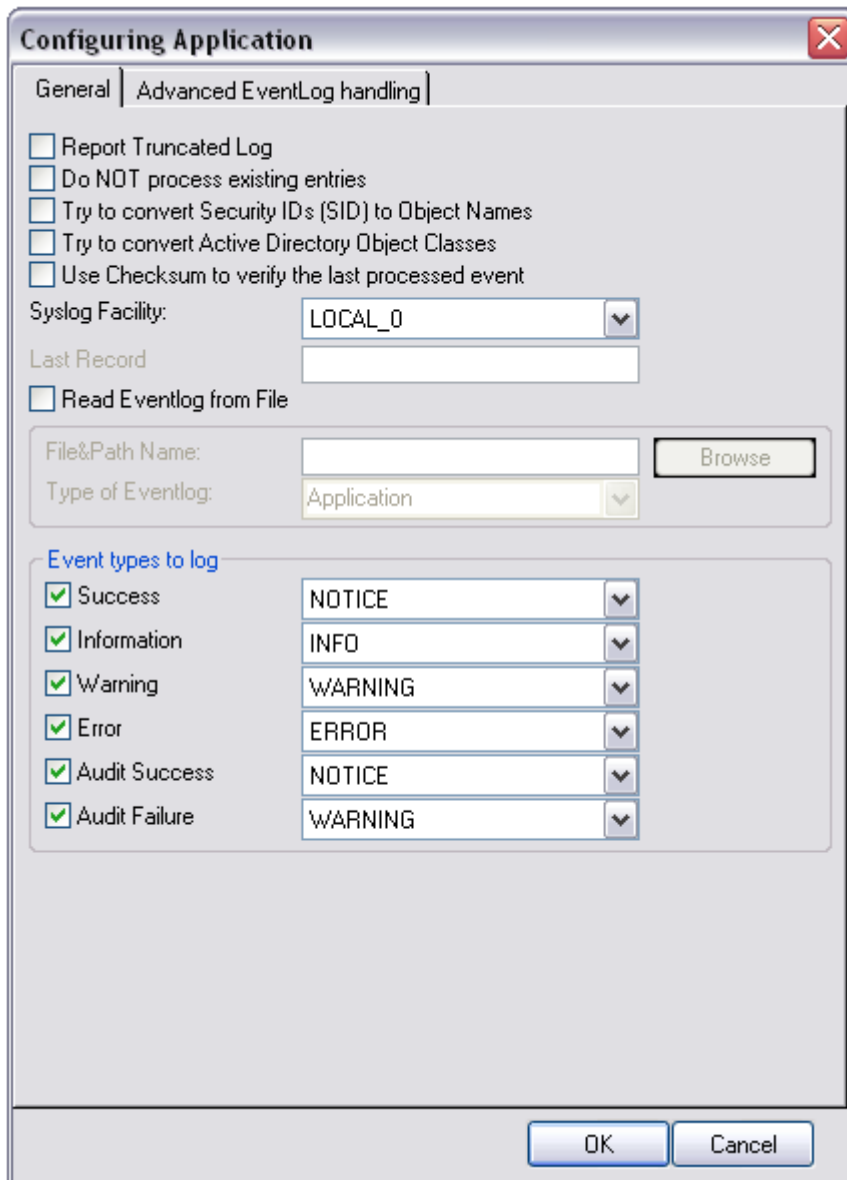 Configuring Application
General
Advanced EventLog handling
Report Truncated Log
Do NOT process existing entries
Try to convert Security IDs (SID) to Object Names
Try to convert Active Directory Object Classes
Use Checksum to verify the last processed event
Syslog Facility: LOCAL_0
Last Record
Read Eventlog from File
File&Path Name: Browse
Type of Eventlog: Application
Event types to log
Success NOTICE
Information INFO
Warning WARNING
Error ERROR
Audit Success NOTICE
Audit Failure WARNING
OK Cancel